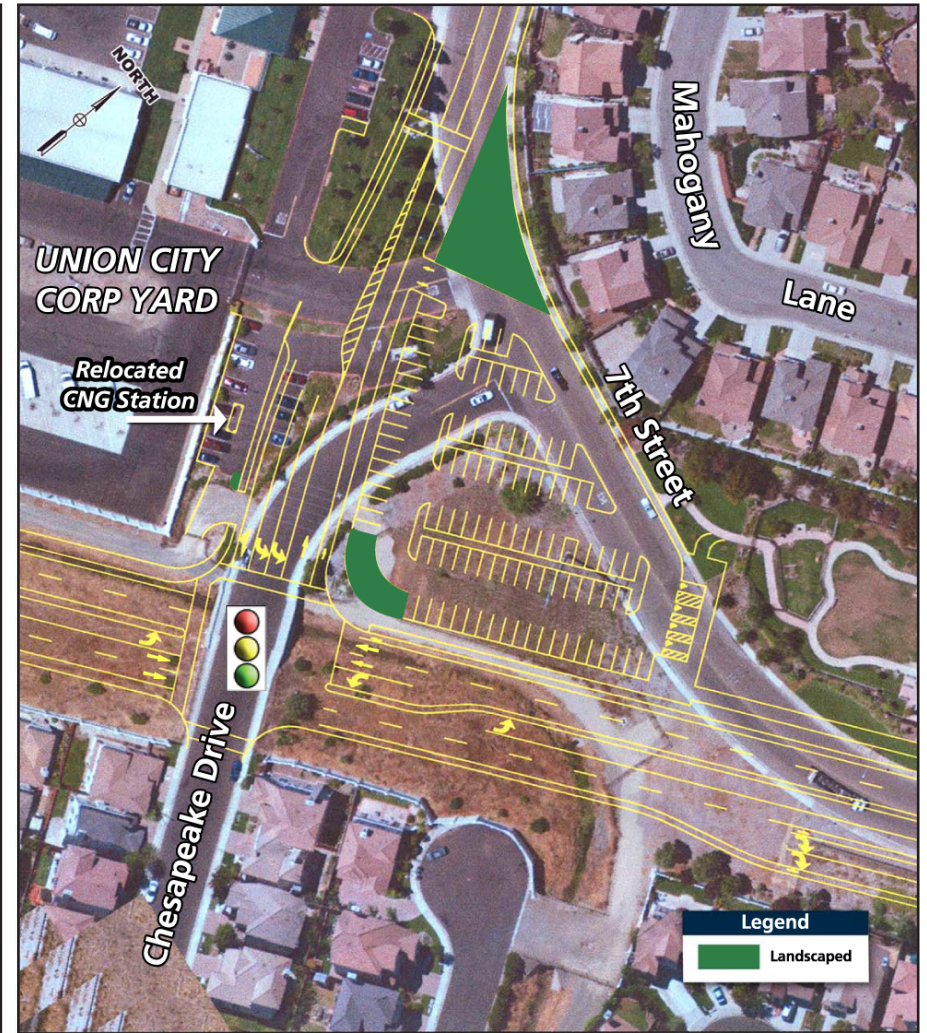 NORTH
UNION CITY
CORP YARD
Mahogany
Lane
Relocated
CNG Station
7th Street
Chesapeake Drive
Legend
Landscaped